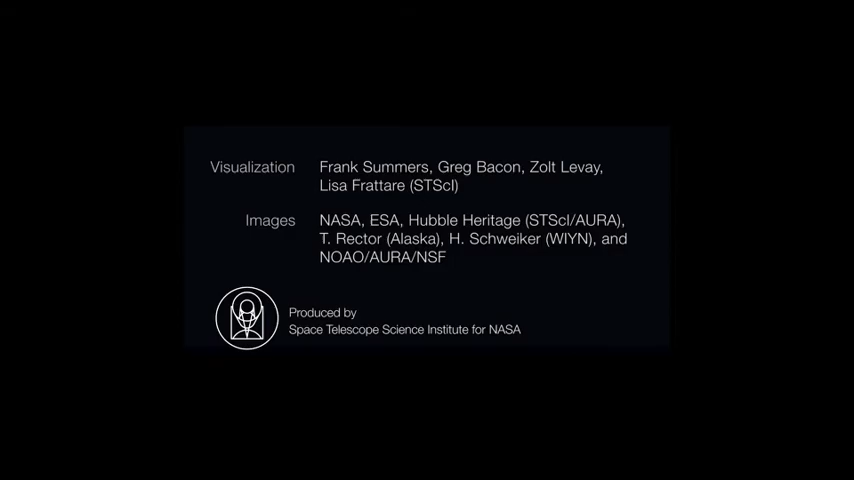 Visualization Frank Summers, Greg Bacon, Zolt Levay,
Lisa Frattare (STScI)
Images NASA, ESA, Hubble Heritage (STScI/AURA),
T. Rector (Alaska), H. Schweiker (WIYN), and
NOAO/AURA/NSF
Produced by
Space Telescope Science Institute for NASA